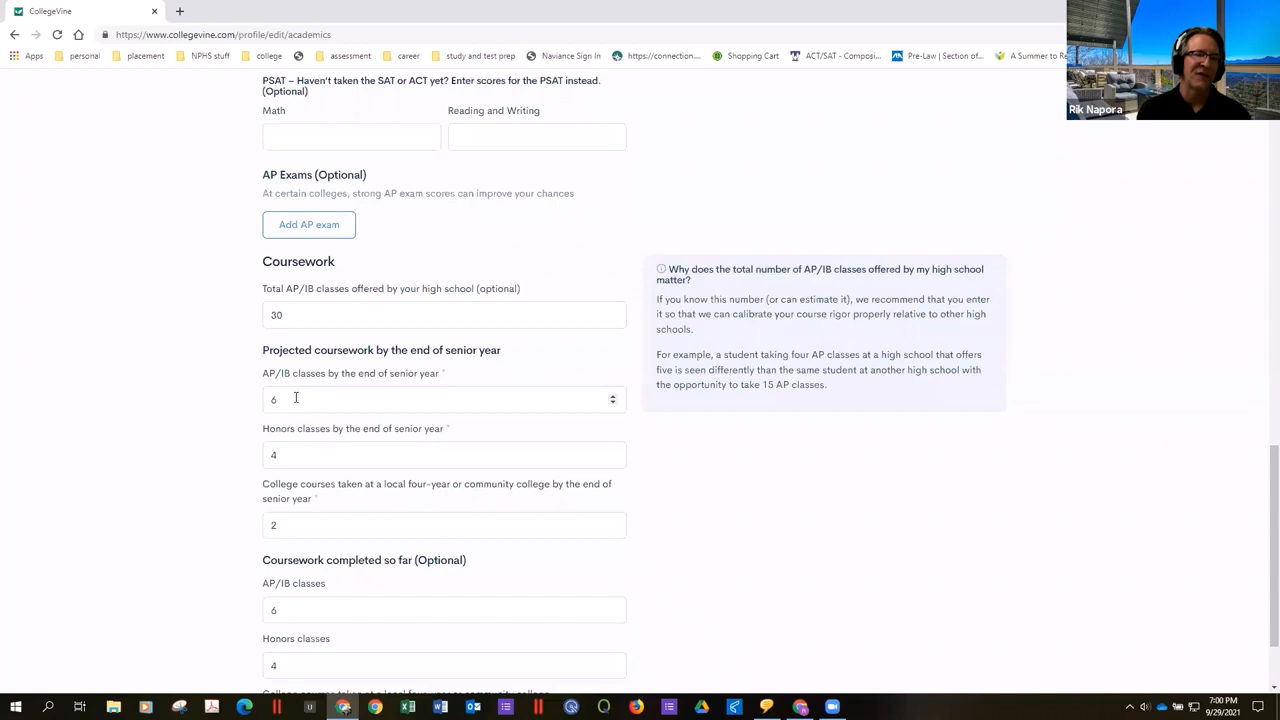 CollegeVine
https://www.collegevine.com/profile/edit/academics
Apps personal placement NPHS stuff college assessmen study and test prep Naviance Sign In https://connection.... Shopping Cart ACT/SAT - Composi... Pre-Law | Section of... A Summer to Re
Rik Napora
PSAT – Haven't taken the SAT or ACT yet? Enter scores for the PSAT instead.
(Optional)
Math Reading and Writing
AP Exams (Optional)
At certain colleges, strong AP exam scores can improve your chances
Add AP exam
Coursework
Total AP/IB classes offered by your high school (optional)
30
Why does the total number of AP/IB classes offered by my high school
matter?
If you know this number (or can estimate it), we recommend that you enter
it so that we can calibrate your course rigor properly relative to other high
schools.
For example, a student taking four AP classes at a high school that offers
five is seen differently than the same student at another high school with
the opportunity to take 15 AP classes.
Projected coursework by the end of senior year
AP/IB classes by the end of senior year *
6
Honors classes by the end of senior year *
4
College courses taken at a local four-year or community college by the end of
senior year *
2
Coursework completed so far (Optional)
AP/IB classes
6
Honors classes
4
7:00 PM
9/29/2021